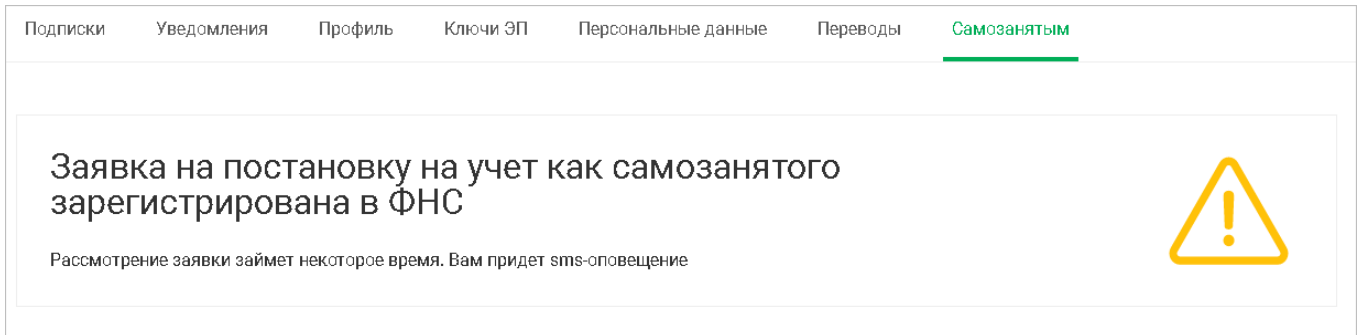 Подписки Уведомления Профиль Ключи ЭП Персональные данные Переводы Самозанятым
Заявка на постановку на учет как самозанятого
зарегистрирована в ФНС
Рассмотрение заявки займет некоторое время. Вам придет sms-оповещение